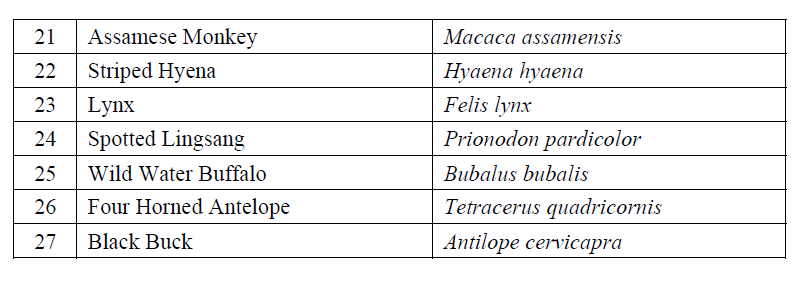 21 Assamese Monkey Macaca assamensis
22 Striped Hyena Hyaena hyaena
23 Lynx Felis lynx
24 Spotted Lingsang Prionodon pardicolor
25 Wild Water Buffalo Bubalus bubalis
26 Four Horned Antelope Tetracerus quadricornis
27 Black Buck Antilope cervicapra